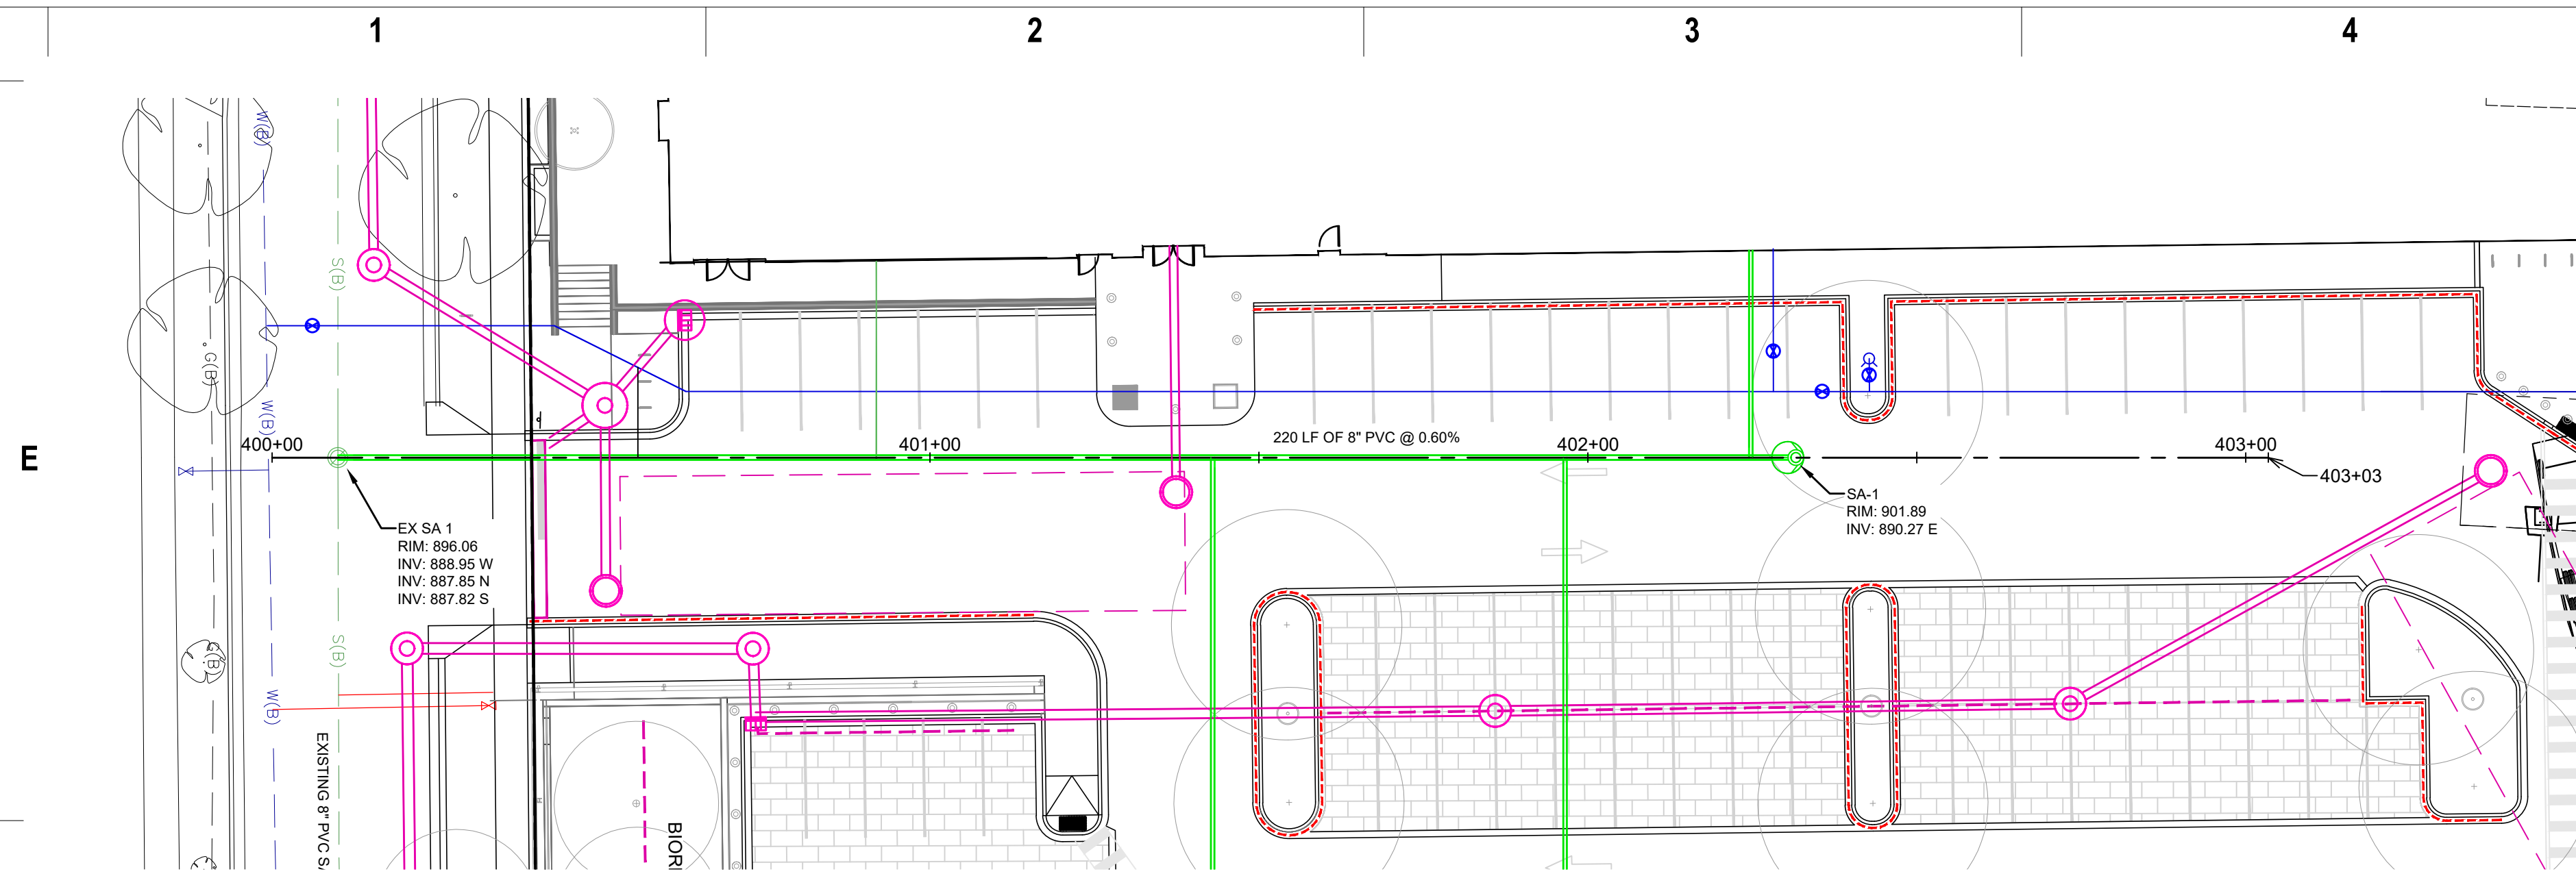 1
2
3
4
E
E
W(B)
S(B)
G(B)
W(B)
400+00
401+00
220 LF OF 8" PVC @ 0.60%
402+00
403+00
403+03
EX SA 1
RIM: 896.06
INV: 888.95 W
INV: 887.85 N
INV: 887.82 S
SA-1
RIM: 901.89
INV: 890.27 E
S(B)
G(B)
W(B)
EXISTING 8" PVC